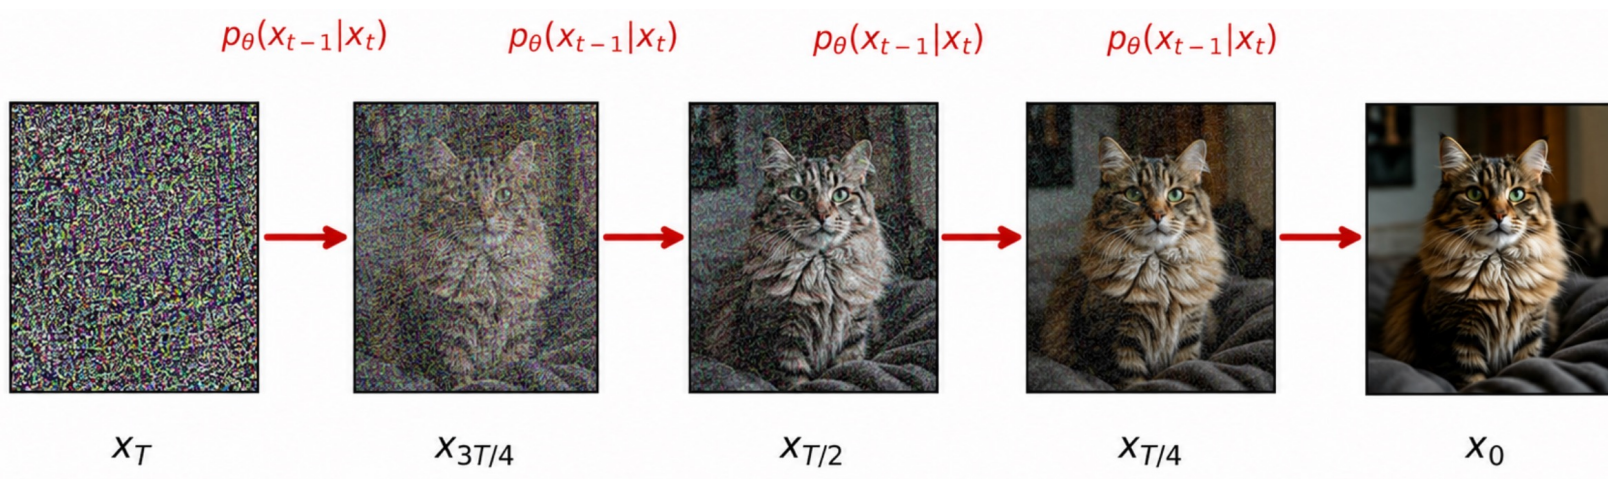 pθ(xt−1|xt) pθ(xt−1|xt) pθ(xt−1|xt) pθ(xt−1|xt)
xT x3T/4 xT/2 xT/4 x0